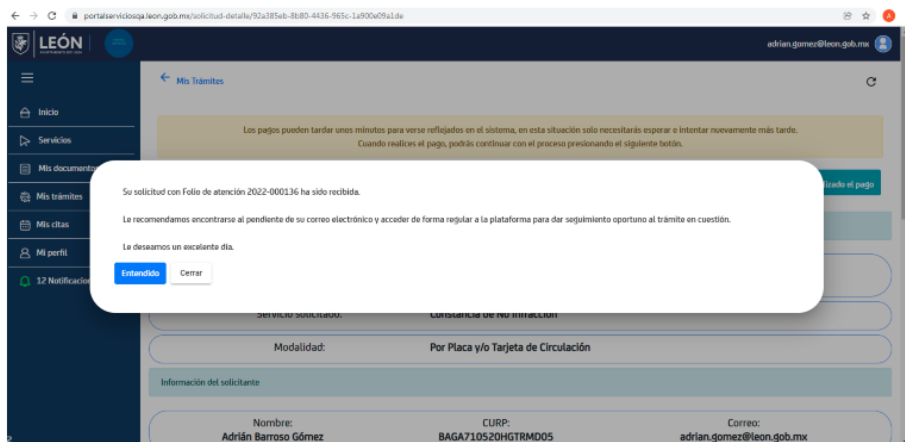 portalserviciosqa.leon.gob.mx/solicitud-detalle/92a385eb-8b80-4436-965c-1a900e09a1de
LEÓN
adrian.gomez@leon.gob.mx
Mis Trámites
Inicio
Servicios
Mis documentos
Mis trámites
Mis citas
Mi perfil
12 Notificacion
Los pagos pueden tardar unos minutos para verse reflejados en el sistema, en esta situación solo necesitarás esperar e intentar nuevamente más tarde.
Cuando realices el pago, podrás continuar con el proceso presionando el siguiente botón.
lizado el pago
Su solicitud con Folio de atención 2022-000136 ha sido recibida.
Le recomendamos encontrarse al pendiente de su correo electrónico y acceder de forma regular a la plataforma para dar seguimiento oportuno al trámite en cuestión.
Le deseamos un excelente día.
Entendido Cerrar
Servicio solicitado: Constancia de No Infracción
Modalidad: Por Placa y/o Tarjeta de Circulación
Información del solicitante
Nombre: CURP: Correo:
Adrián Barroso Gómez BAGA710520HGTRMD05 adrian.gomez@leon.gob.mx